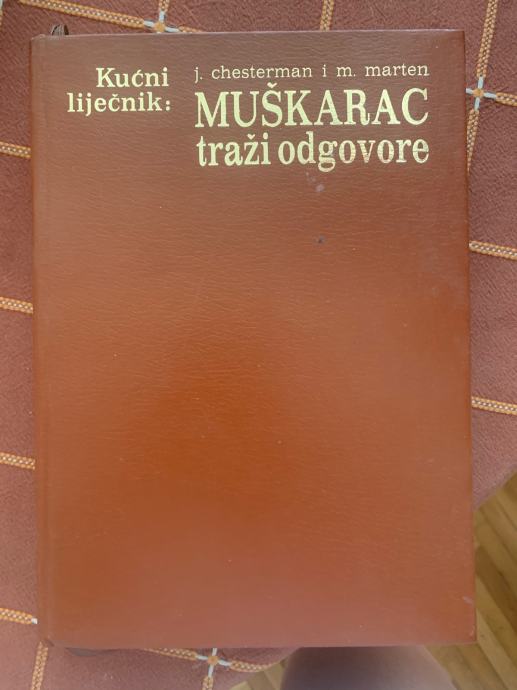 Kućni
liječnik:
j. chesterman i m. marten
MUŠKARAC
traži odgovore